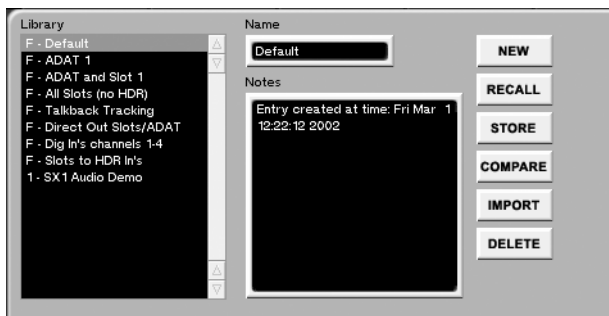 Library
F - Default
F - ADAT 1
F - ADAT and Slot 1
F - All Slots (no HDR)
F - Talkback Tracking
F - Direct Out Slots/ADAT
F - Dig In's channels 1-4
F - Slots to HDR In's
1 - SX1 Audio Demo
Name
Default
Notes
Entry created at time: Fri Mar 1
12:22:12 2002
NEW
RECALL
STORE
COMPARE
IMPORT
DELETE